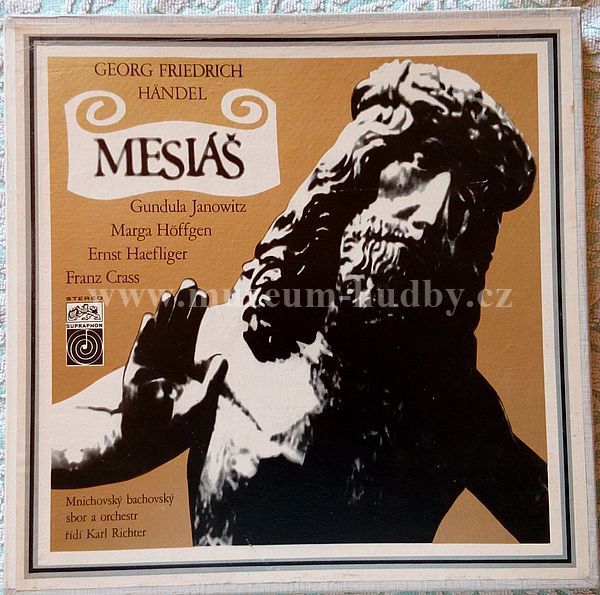 GEORG FRIEDRICH
HÄNDEL
MESIÁŠ
Gundula Janowitz
Marga Höffgen
Ernst Haefliger
Franz Crass
www.muzeum-hudby.cz
STEREO
SUPRAPHON
Mnichovský bachovský
sbor a orchestr
řídí Karl Richter